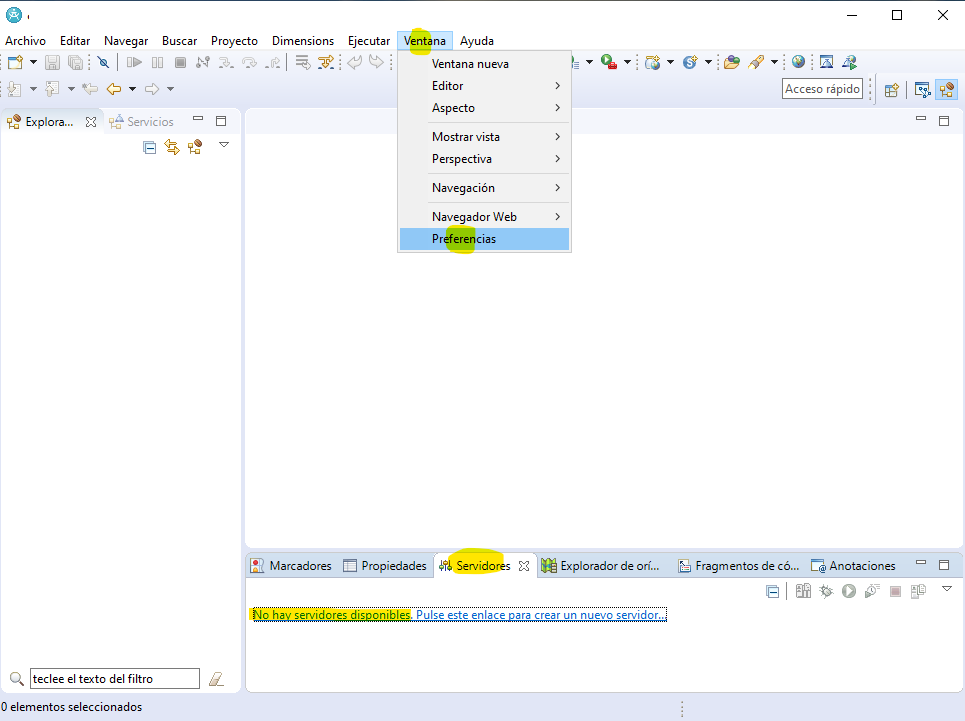 Archivo Editar Navegar Buscar Proyecto Dimensions Ejecutar Ventana Ayuda
Ventana nueva
Editor
Aspecto
Mostrar vista
Perspectiva
Navegación
Navegador Web
Preferencias
Acceso rápido
Explora... Servicios
Marcadores Propiedades Servidores Explorador de orí... Fragmentos de có... Anotaciones
No hay servidores disponibles. Pulse este enlace para crear un nuevo servidor...
teclee el texto del filtro
0 elementos seleccionados